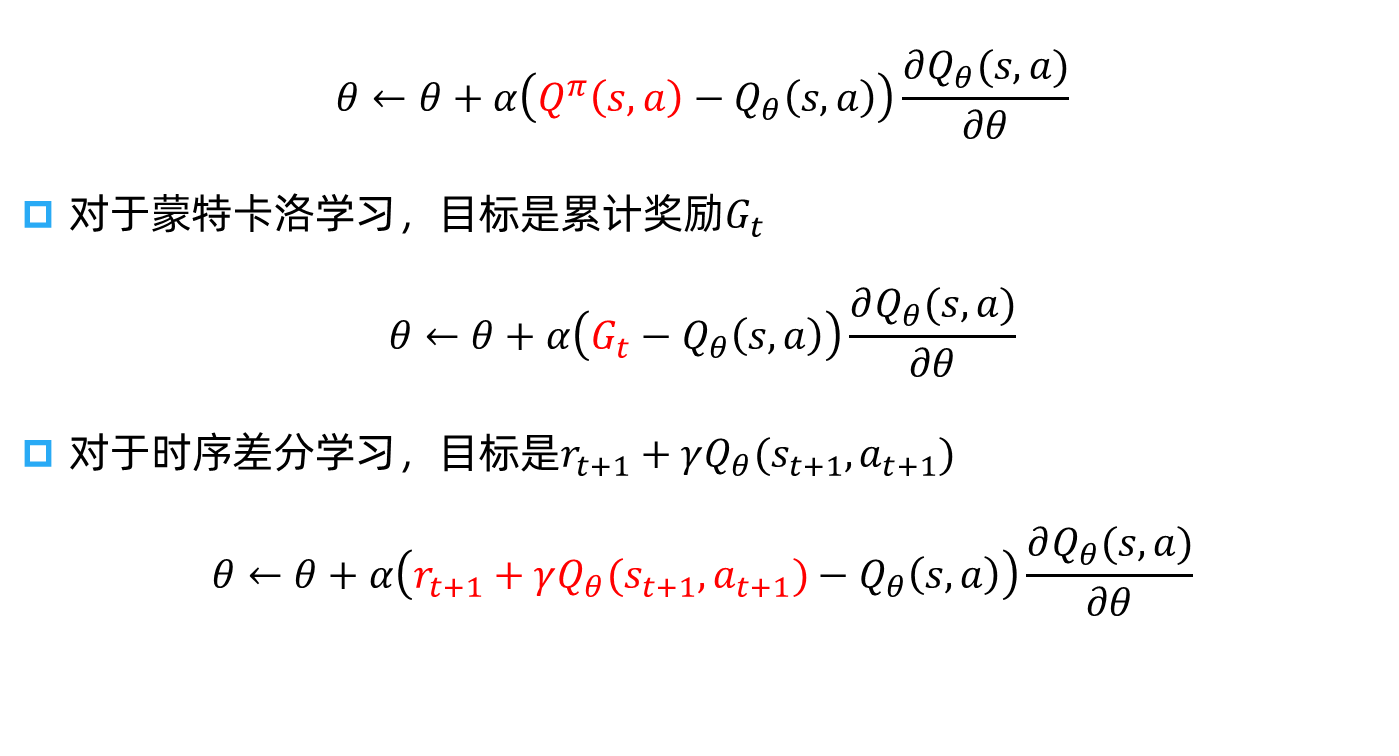 θ ← θ + α(Q^π(s, a) − Q_θ(s, a)) ∂Q_θ(s, a)/∂θ
对于蒙特卡洛学习，目标是累计奖励G_t
θ ← θ + α(G_t − Q_θ(s, a)) ∂Q_θ(s, a)/∂θ
对于时序差分学习，目标是r_{t+1} + γQ_θ(s_{t+1}, a_{t+1})
θ ← θ + α(r_{t+1} + γQ_θ(s_{t+1}, a_{t+1}) − Q_θ(s, a)) ∂Q_θ(s, a)/∂θ